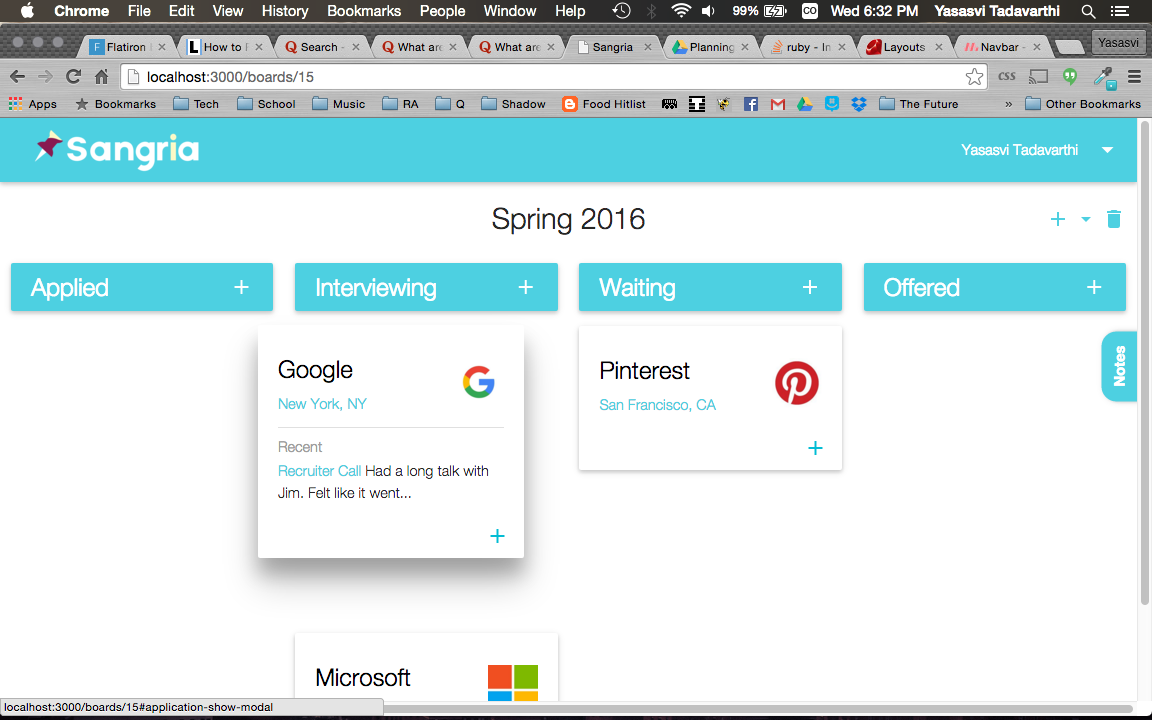 Chrome File Edit View History Bookmarks People Window Help 99% CO Wed 6:32 PM Yasasvi Tadavarthi
Flatiron L How to F Q Search - Q What are Q What are Sangria Planning ruby - In Layouts Navbar - Yasasvi
localhost:3000/boards/15 CSS
Apps Bookmarks Tech School Music RA Q Shadow Food Hitlist The Future » Other Bookmarks
Sangria Yasasvi Tadavarthi
Spring 2016
Applied + Interviewing + Waiting + Offered +
Google
New York, NY
Recent
Recruiter Call Had a long talk with
Jim. Felt like it went...
Pinterest
San Francisco, CA
Notes
Microsoft
localhost:3000/boards/15#application-show-modal